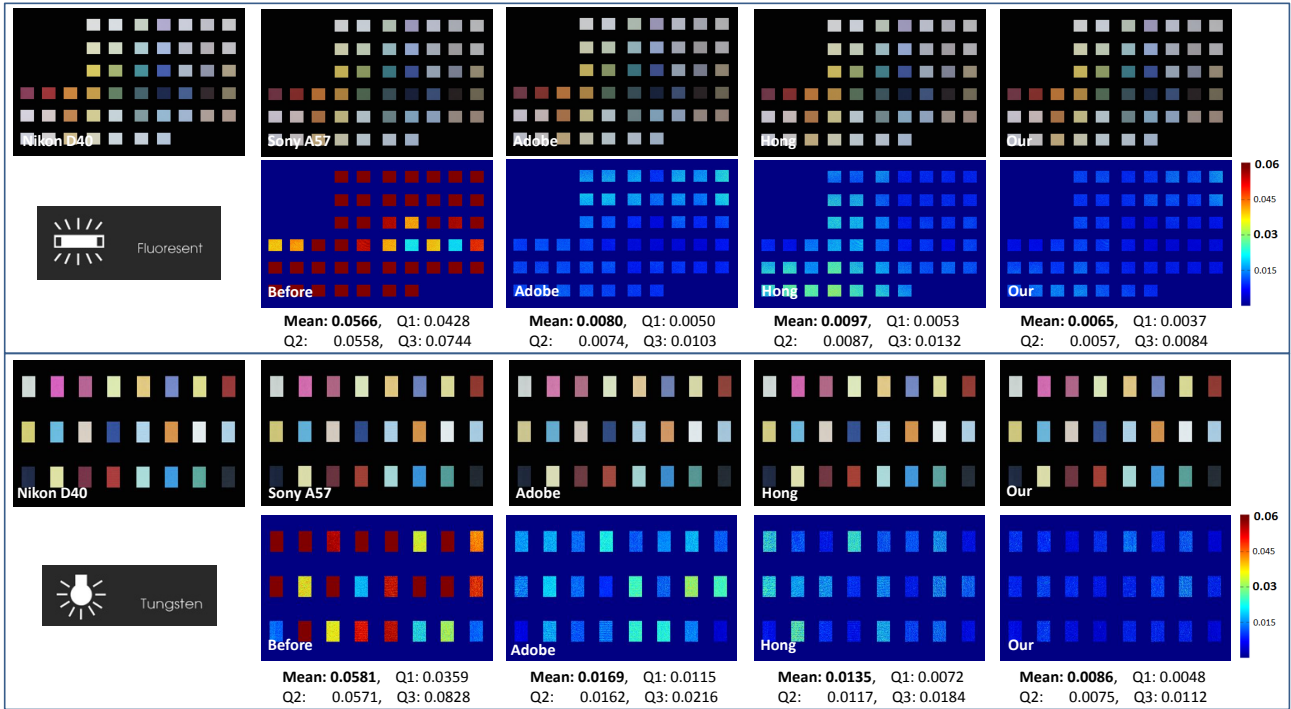 Nikon D40
Sony A57
Adobe
Hong
Our
0.06
0.045
0.03
0.015
Fluoresent
Before
Adobe
Hong
Our
Mean: 0.0566, Q1: 0.0428
Q2: 0.0558, Q3: 0.0744
Mean: 0.0080, Q1: 0.0050
Q2: 0.0074, Q3: 0.0103
Mean: 0.0097, Q1: 0.0053
Q2: 0.0087, Q3: 0.0132
Mean: 0.0065, Q1: 0.0037
Q2: 0.0057, Q3: 0.0084
Nikon D40
Sony A57
Adobe
Hong
Our
0.06
0.045
0.03
0.015
Tungsten
Before
Adobe
Hong
Our
Mean: 0.0581, Q1: 0.0359
Q2: 0.0571, Q3: 0.0828
Mean: 0.0169, Q1: 0.0115
Q2: 0.0162, Q3: 0.0216
Mean: 0.0135, Q1: 0.0072
Q2: 0.0117, Q3: 0.0184
Mean: 0.0086, Q1: 0.0048
Q2: 0.0075, Q3: 0.0112